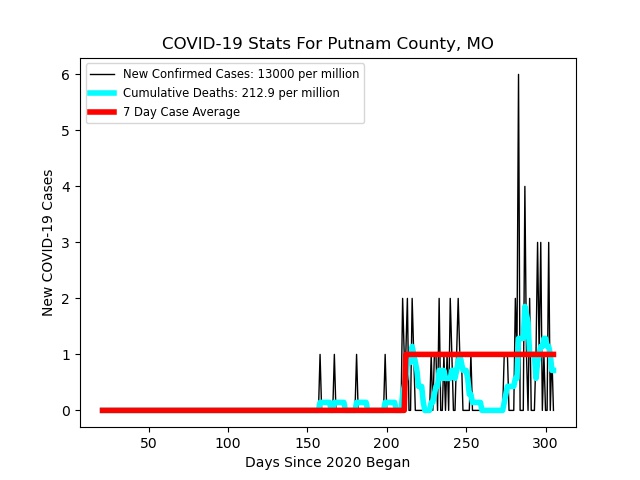 COVID-19 Stats For Putnam County, MO
New Confirmed Cases: 13000 per million
Cumulative Deaths: 212.9 per million
7 Day Case Average
New COVID-19 Cases
6
5
4
3
2
1
0
50 100 150 200 250 300
Days Since 2020 Began